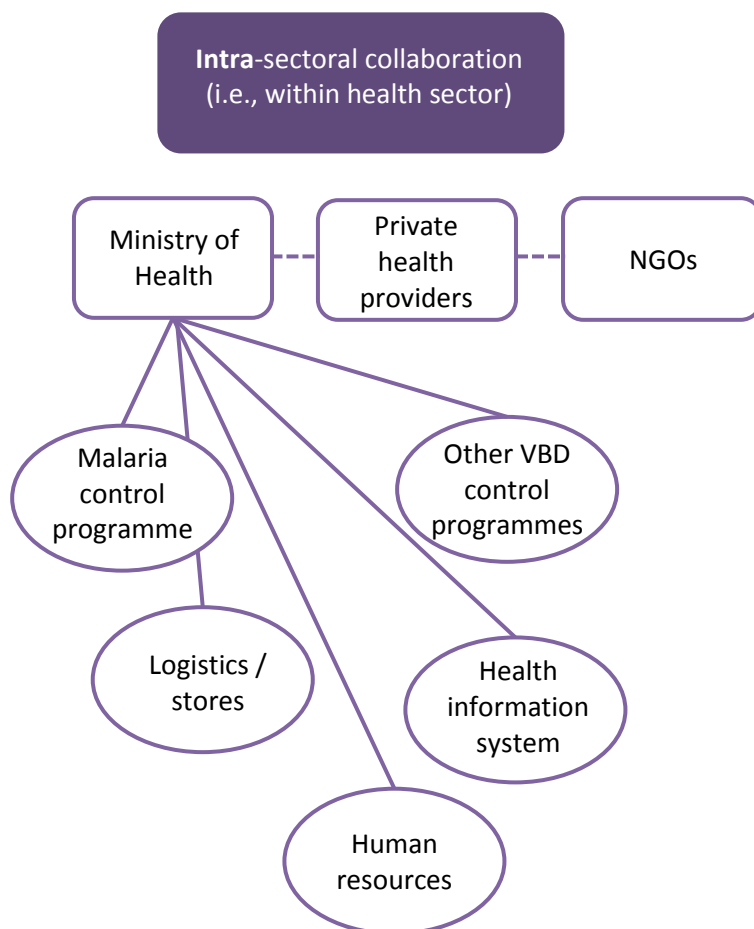 Intra-sectoral collaboration
(i.e., within health sector)
Ministry of
Health
Private
health
providers
NGOs
Malaria
control
programme
Other VBD
control
programmes
Logistics /
stores
Health
information
system
Human
resources